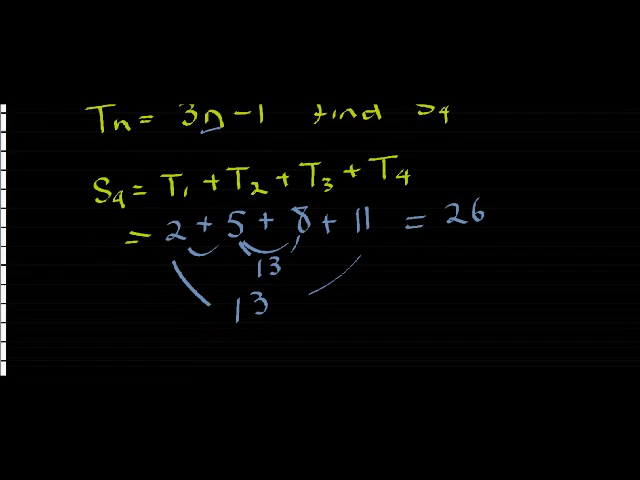 Tn = 3n - 1 find S4
S4 = T1 + T2 + T3 + T4
= 2 + 5 + 8 + 11 = 26
13
13